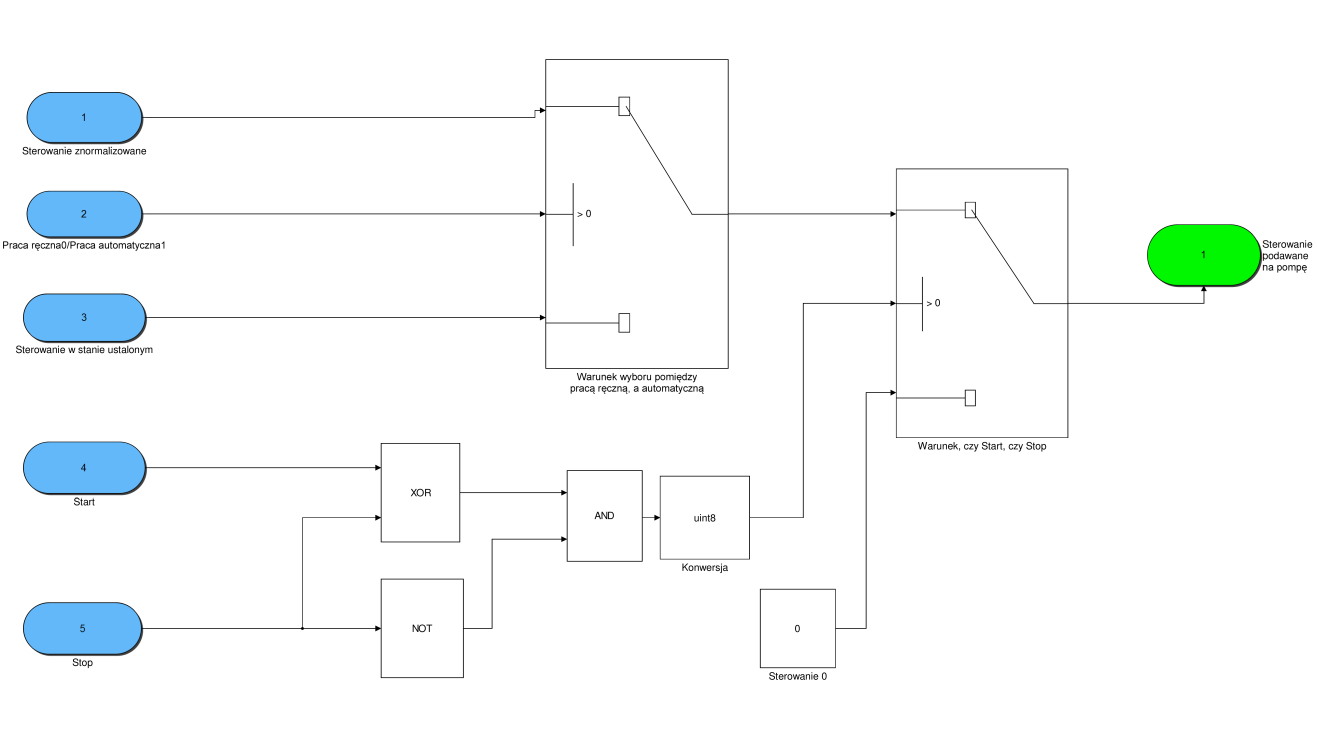 1
Sterowanie znormalizowane
2
Praca ręczna0/Praca automatyczna1
3
Sterowanie w stanie ustalonym
> 0
Warunek wyboru pomiędzy
pracą ręczną, a automatyczną
> 0
Warunek, czy Start, czy Stop
1
Sterowanie
podawane
na pompę
4
Start
XOR
AND
uint8
Konwersja
5
Stop
NOT
0
Sterowanie 0